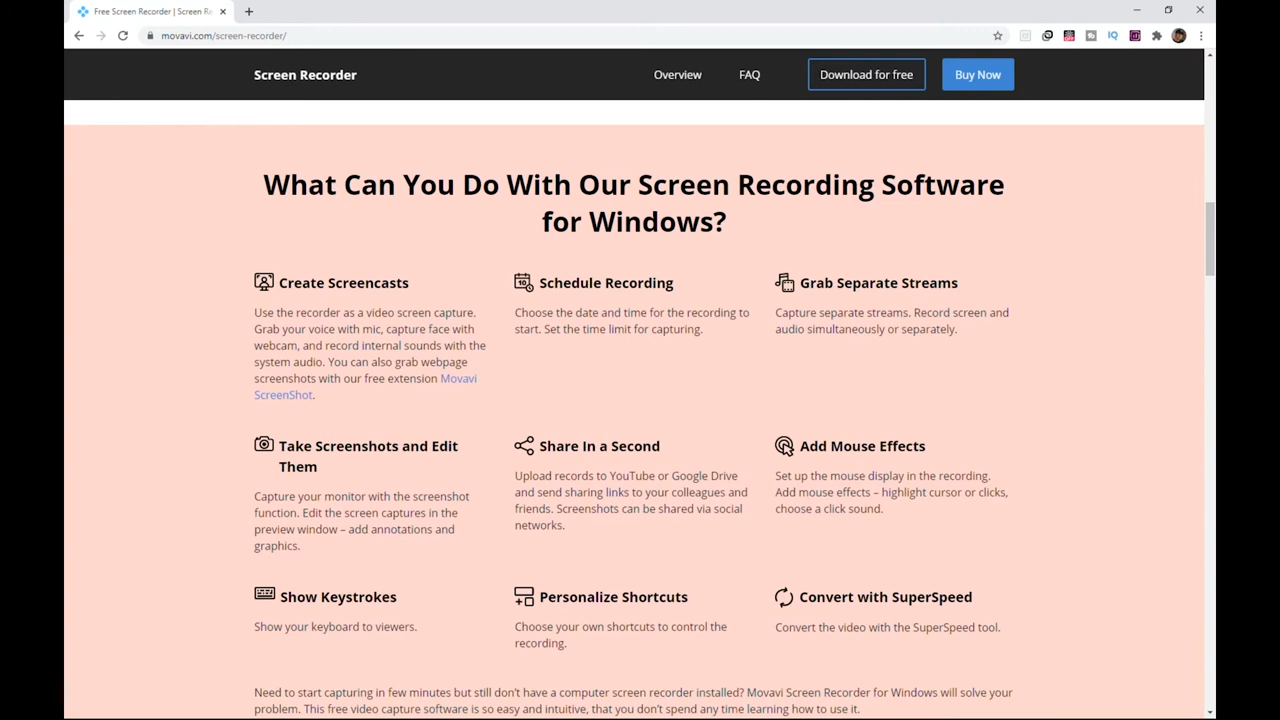 Free Screen Recorder | Screen Re
movavi.com/screen-recorder/
Screen Recorder
Overview
FAQ
Download for free
Buy Now
What Can You Do With Our Screen Recording Software
for Windows?
Create Screencasts
Use the recorder as a video screen capture.
Grab your voice with mic, capture face with
webcam, and record internal sounds with the
system audio. You can also grab webpage
screenshots with our free extension Movavi
ScreenShot.
10
Schedule Recording
Choose the date and time for the recording to
start. Set the time limit for capturing.
Grab Separate Streams
Capture separate streams. Record screen and
audio simultaneously or separately.
Take Screenshots and Edit
Them
Capture your monitor with the screenshot
function. Edit the screen captures in the
preview window – add annotations and
graphics.
Share In a Second
Upload records to YouTube or Google Drive
and send sharing links to your colleagues and
friends. Screenshots can be shared via social
networks.
Add Mouse Effects
Set up the mouse display in the recording.
Add mouse effects – highlight cursor or clicks,
choose a click sound.
Show Keystrokes
Show your keyboard to viewers.
Personalize Shortcuts
Choose your own shortcuts to control the
recording.
Convert with SuperSpeed
Convert the video with the SuperSpeed tool.
Need to start capturing in few minutes but still don't have a computer screen recorder installed? Movavi Screen Recorder for Windows will solve your
problem. This free video capture software is so easy and intuitive, that you don't spend any time learning how to use it.